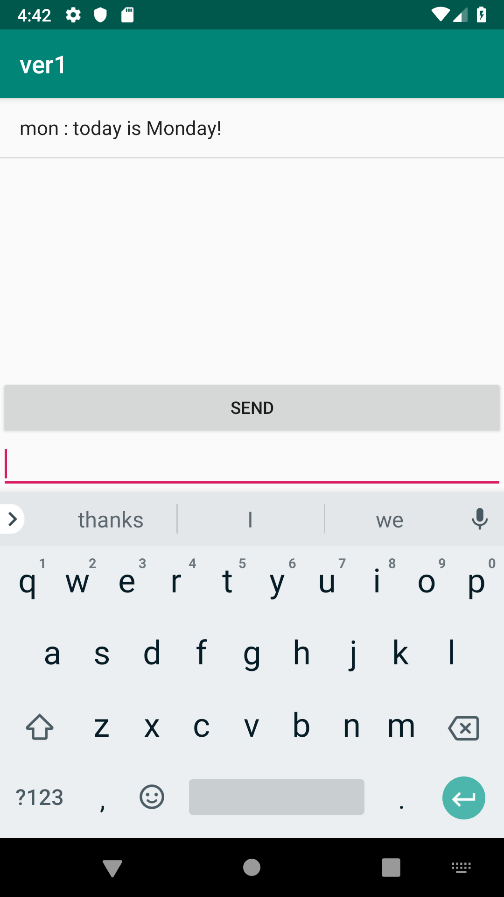 4:42
ver1
mon : today is Monday!
SEND
thanks I we
1 2 3 4 5 6 7 8 9 0
q w e r t y u i o p
a s d f g h j k l
z x c v b n m
?123 , .